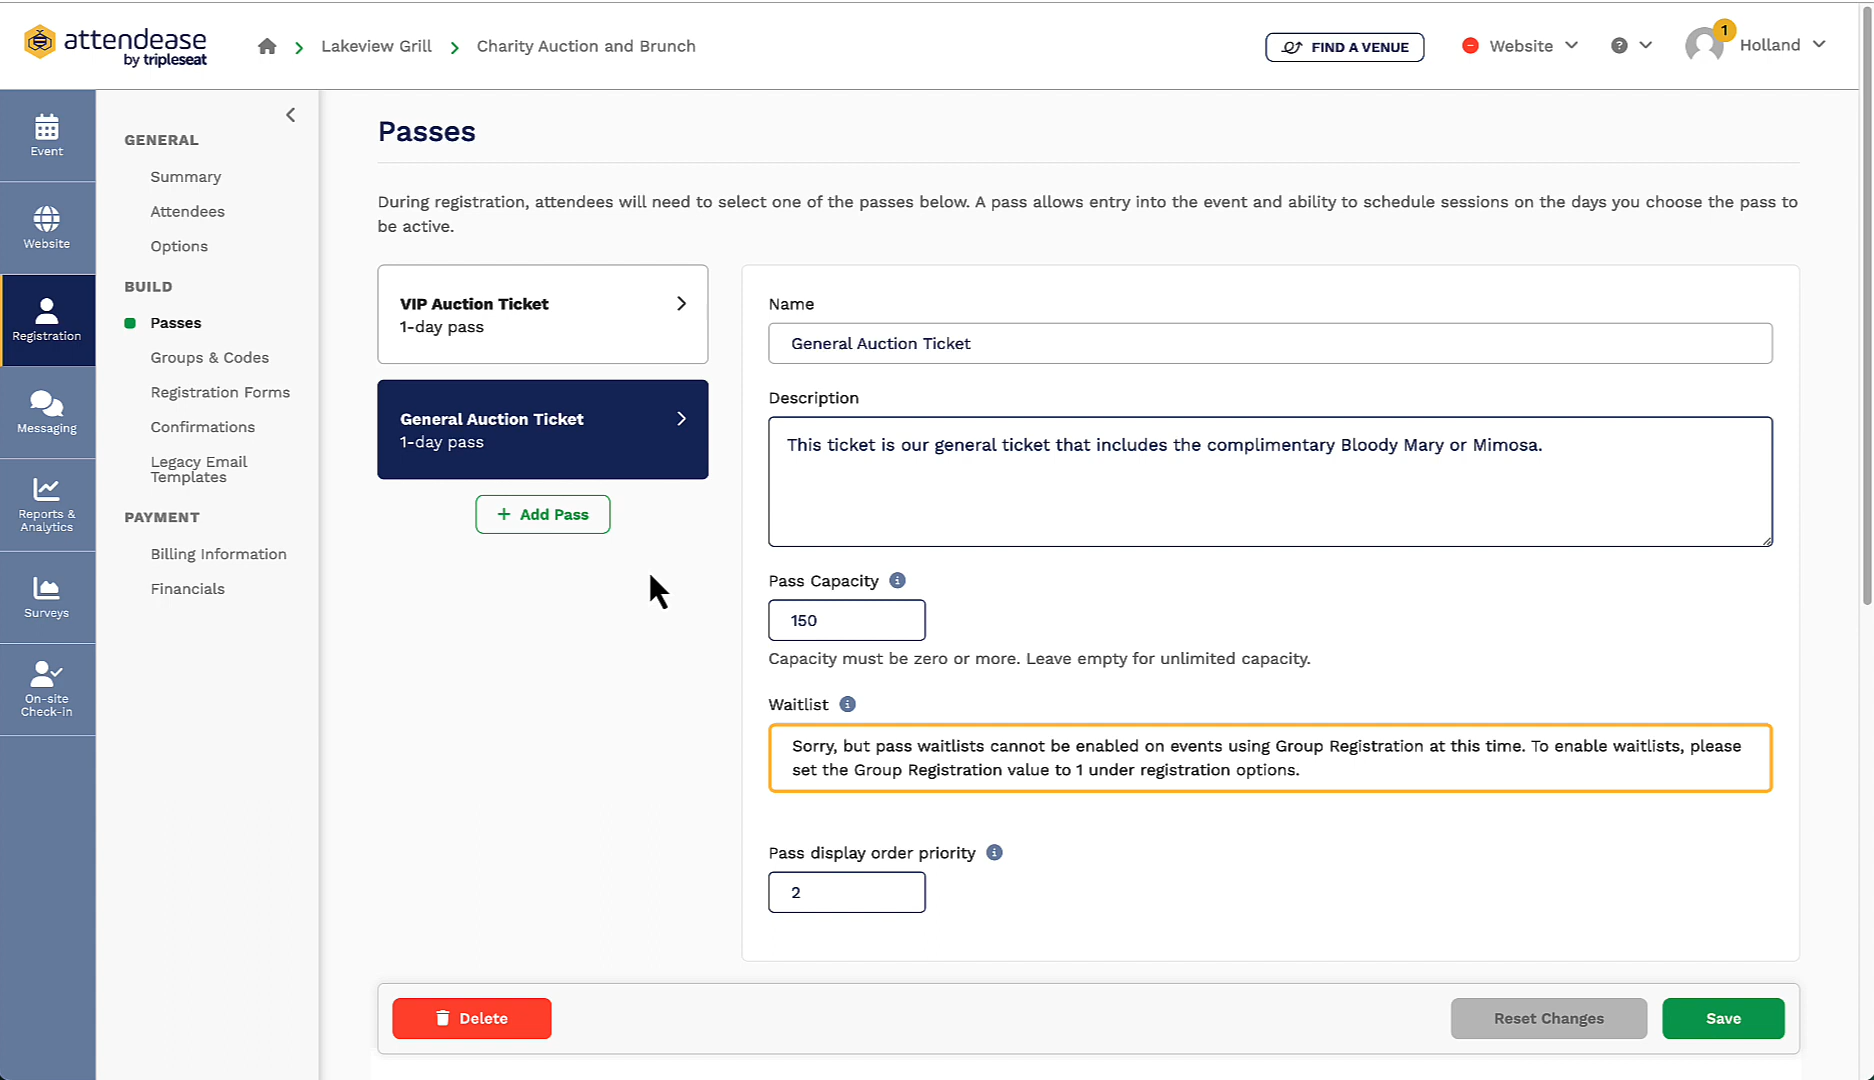 attendease
by tripleseat
Lakeview Grill
Charity Auction and Brunch
FIND A VENUE
Website
?
1
Holland
Event
Website
Registration
Messaging
Reports &
Analytics
Surveys
On-site
Check-In
GENERAL
Summary
Attendees
Options
BUILD
Passes
Groups & Codes
Registration Forms
Confirmations
Legacy Email
Templates
PAYMENT
Billing Information
Financials
Passes
During registration, attendees will need to select one of the passes below. A pass allows entry into the event and ability to schedule sessions on the days you choose the pass to
be active.
VIP Auction Ticket
1-day pass
General Auction Ticket
1-day pass
+ Add Pass
Name
General Auction Ticket
Description
This ticket is our general ticket that includes the complimentary Bloody Mary or Mimosa.
Pass Capacity i
150
Capacity must be zero or more. Leave empty for unlimited capacity.
Waitlist i
Sorry, but pass waitlists cannot be enabled on events using Group Registration at this time. To enable waitlists, please
set the Group Registration value to 1 under registration options.
Pass display order priority i
2
Delete
Reset Changes
Save